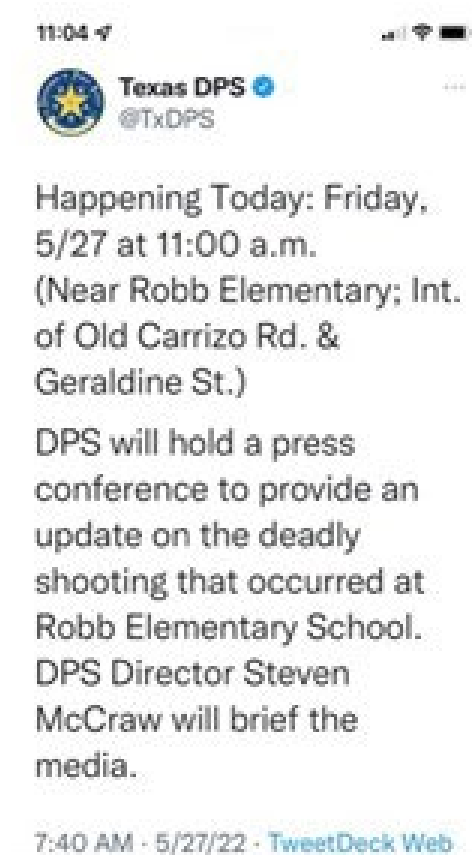 11:04
Texas DPS
@TxDPS
Happening Today: Friday,
5/27 at 11:00 a.m.
(Near Robb Elementary; Int.
of Old Carrizo Rd. &
Geraldine St.)
DPS will hold a press
conference to provide an
update on the deadly
shooting that occurred at
Robb Elementary School.
DPS Director Steven
McCraw will brief the
media.
7:40 AM · 5/27/22 · TweetDeck Web